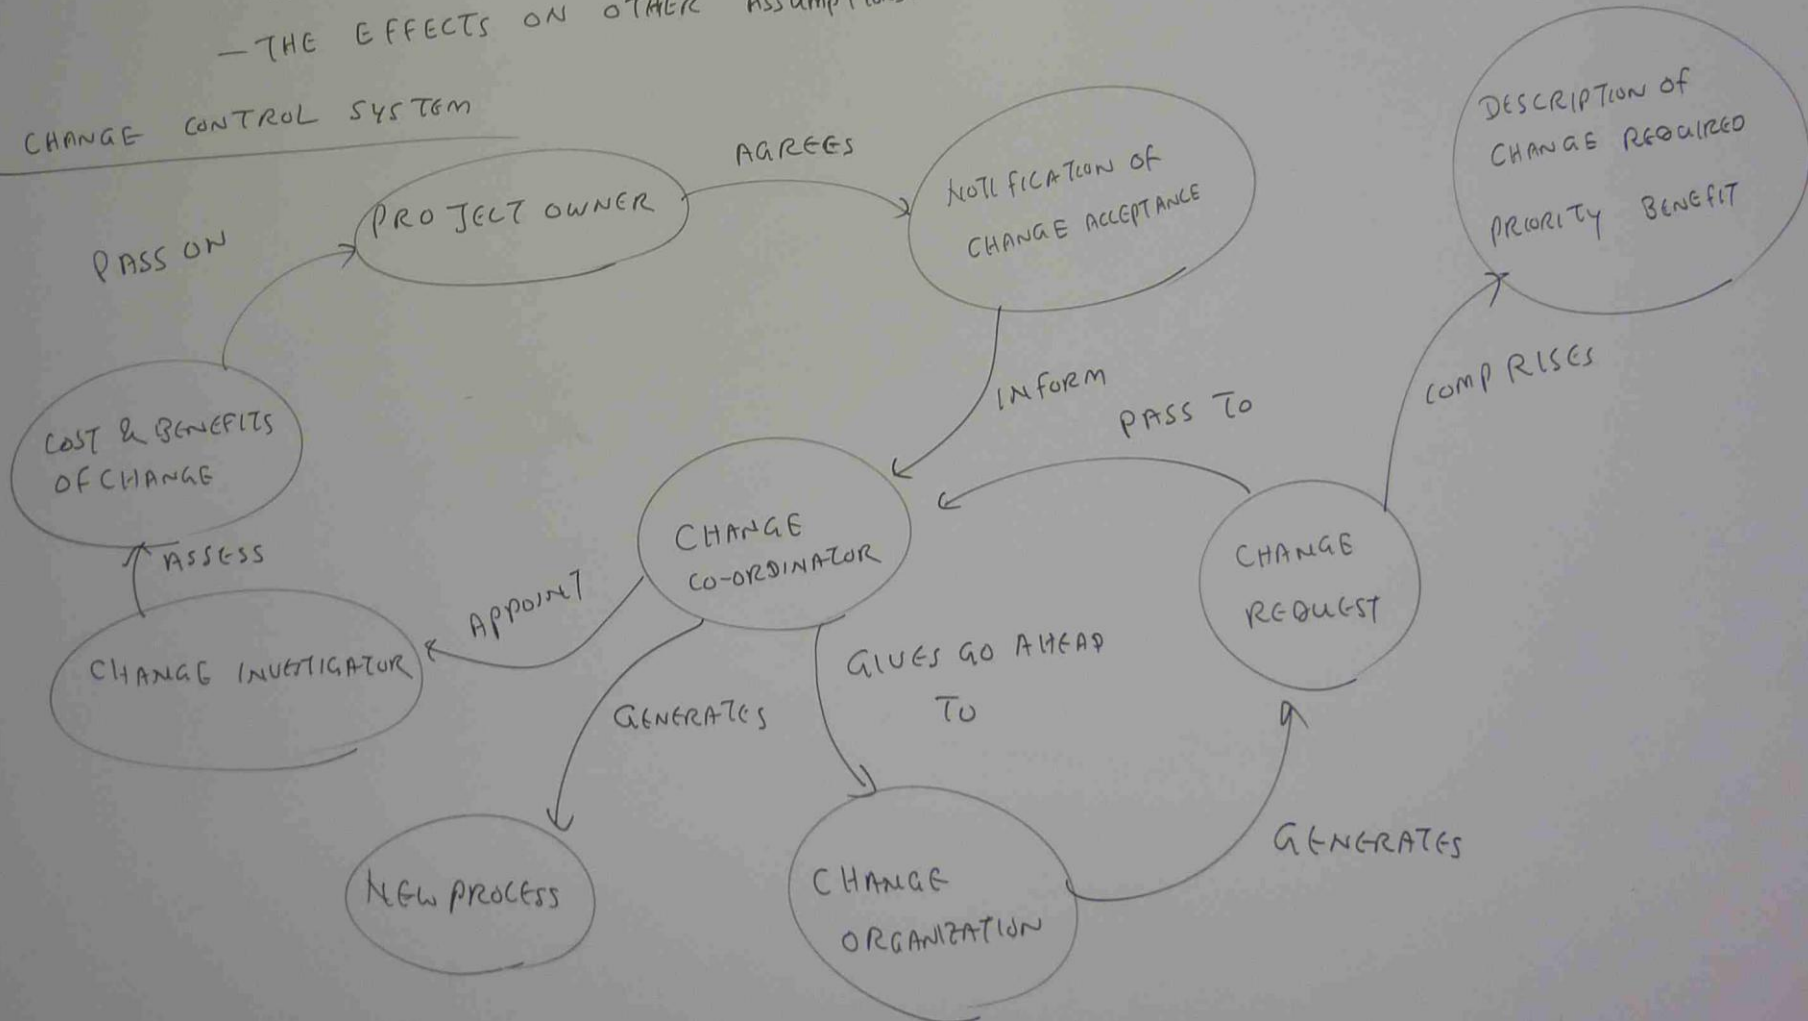 — THE EFFECTS ON OTHER
CHANGE CONTROL SYSTEM
PASS ON
PROJECT OWNER
AGREES
NOTIFICATION OF
CHANGE ACCEPTANCE
DESCRIPTION OF
CHANGE REQUIRED
PRIORITY BENEFIT
COST & BENEFITS
OF CHANGE
INFORM
PASS TO
COMPRISES
ASSESS
CHANGE
CO-ORDINATOR
CHANGE
REQUEST
APPOINT
CHANGE INVESTIGATOR
GENERATES
GIVES GO AHEAD
TO
NEW PROCESS
CHANGE
ORGANIZATION
GENERATES